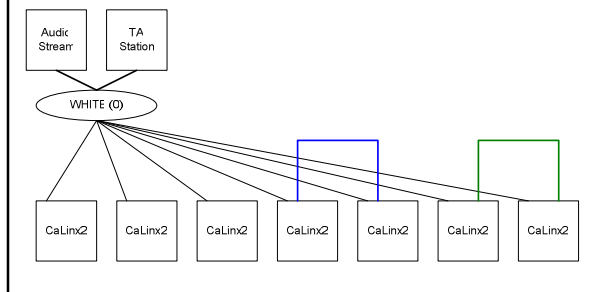 Audio
Stream
TA
Station
WHITE (0)
CaLinx2
CaLinx2
CaLinx2
CaLinx2
CaLinx2
CaLinx2
CaLinx2